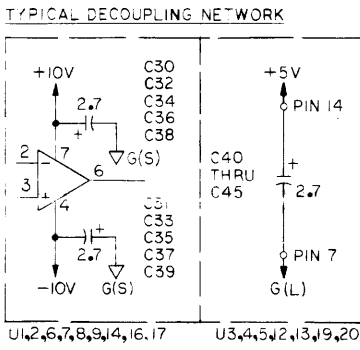 TYPICAL DECOUPLING NETWORK
+10V
2.7
+
C30
C32
C34
C36
C38
G(S)
2
-
7
6
3
+
4
C31
C33
C35
C37
C39
+
2.7
-10V
G(S)
U1,2,6,7,8,9,14,16.17
+5V
PIN 14
C40
THRU
C45
+
2.7
PIN 7
G(L)
U3,4,5,12,13,19,20